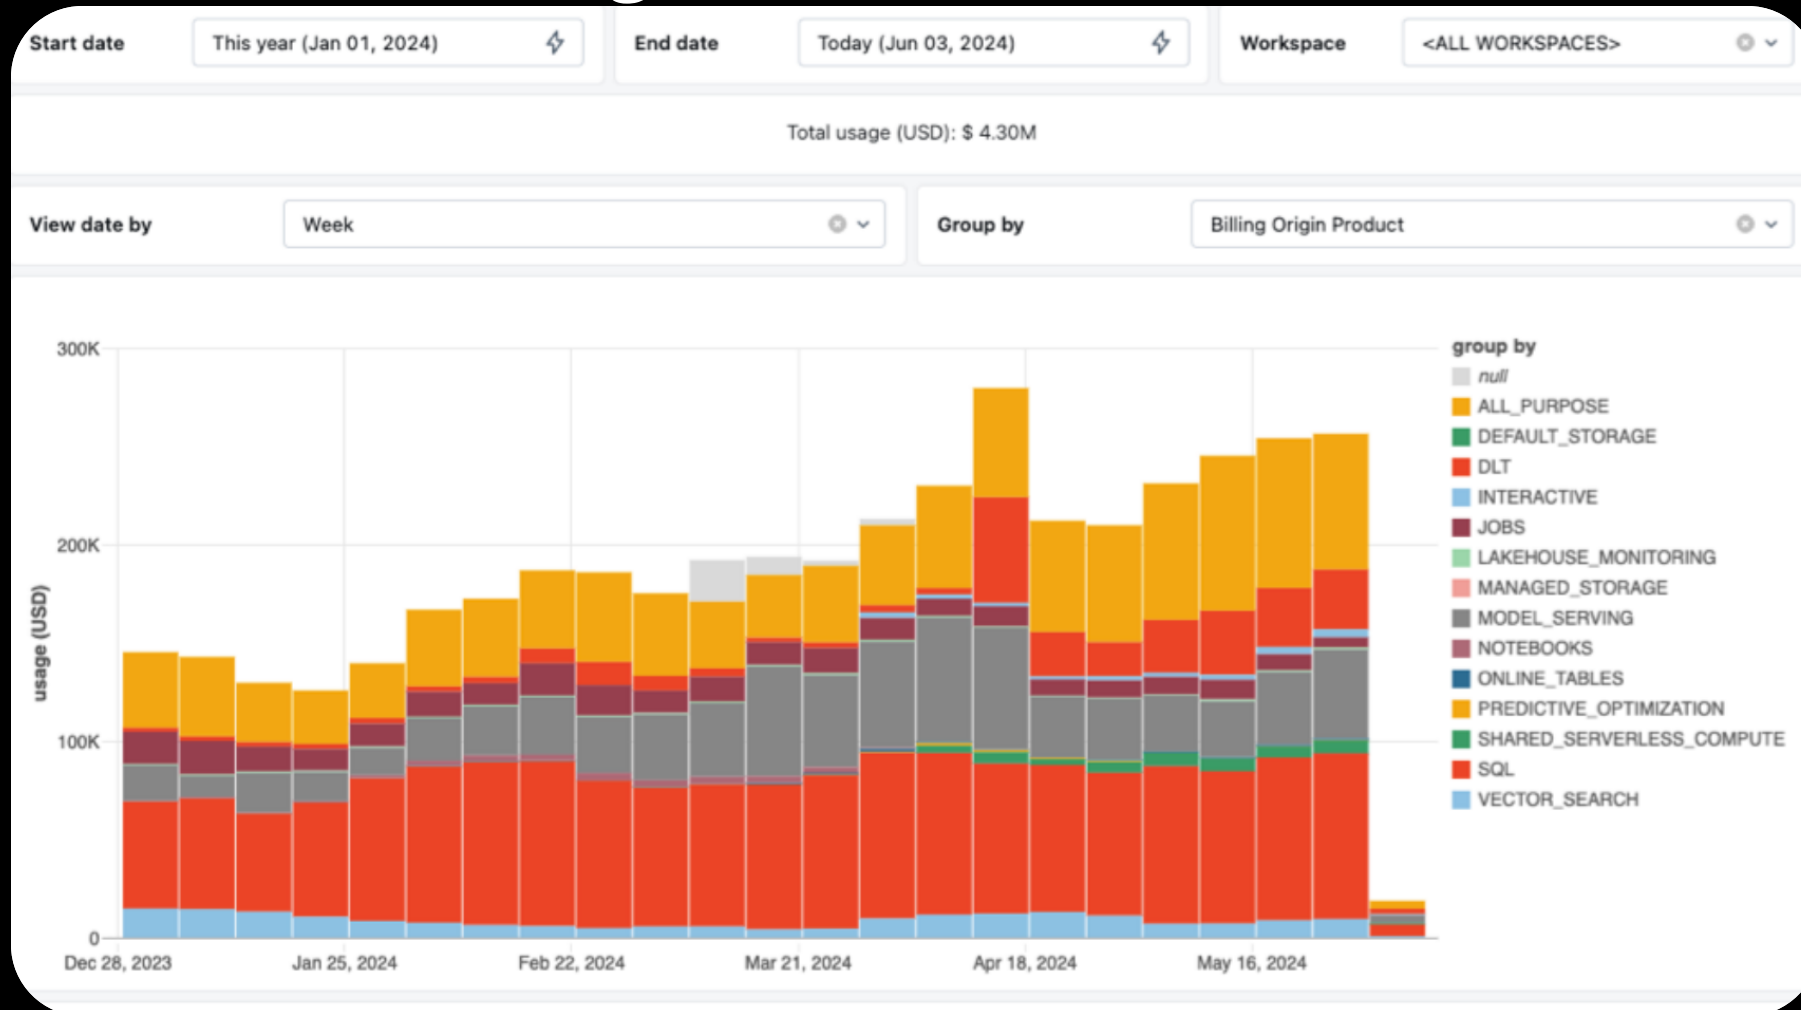 Start date This year (Jan 01, 2024) End date Today (Jun 03, 2024) Workspace <ALL WORKSPACES>
Total usage (USD): $ 4.30M
View date by Week Group by Billing Origin Product
group by
null
ALL_PURPOSE
DEFAULT_STORAGE
DLT
INTERACTIVE
JOBS
LAKEHOUSE_MONITORING
MANAGED_STORAGE
MODEL_SERVING
NOTEBOOKS
ONLINE_TABLES
PREDICTIVE_OPTIMIZATION
SHARED_SERVERLESS_COMPUTE
SQL
VECTOR_SEARCH
usage (USD)
300K
200K
100K
0
Dec 28, 2023 Jan 25, 2024 Feb 22, 2024 Mar 21, 2024 Apr 18, 2024 May 16, 2024